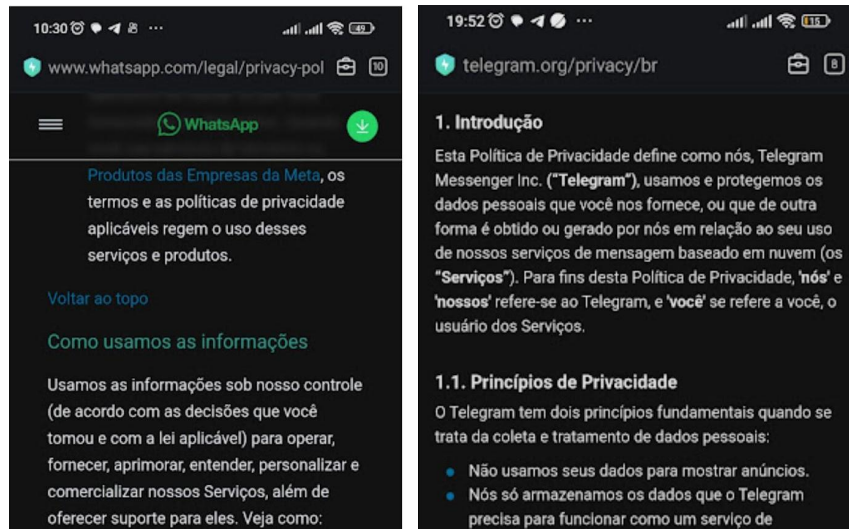 10:30
49
www.whatsapp.com/legal/privacy-pol
10
WhatsApp
Produtos das Empresas da Meta, os
termos e as políticas de privacidade
aplicáveis regem o uso desses
serviços e produtos.
Voltar ao topo
Como usamos as informações
Usamos as informações sob nosso controle
(de acordo com as decisões que você
tomou e com a lei aplicável) para operar,
fornecer, aprimorar, entender, personalizar e
comercializar nossos Serviços, além de
oferecer suporte para eles. Veja como:
19:52
15
telegram.org/privacy/br
8
1. Introdução
Esta Política de Privacidade define como nós, Telegram
Messenger Inc. (“Telegram”), usamos e protegemos os
dados pessoais que você nos fornece, ou que de outra
forma é obtido ou gerado por nós em relação ao seu uso
de nossos serviços de mensagem baseado em nuvem (os
“Serviços”). Para fins desta Política de Privacidade, 'nós' e
'nossos' refere-se ao Telegram, e 'você' se refere a você, o
usuário dos Serviços.
1.1. Princípios de Privacidade
O Telegram tem dois princípios fundamentais quando se
trata da coleta e tratamento de dados pessoais:
Não usamos seus dados para mostrar anúncios.
Nós só armazenamos os dados que o Telegram
precisa para funcionar como um serviço de